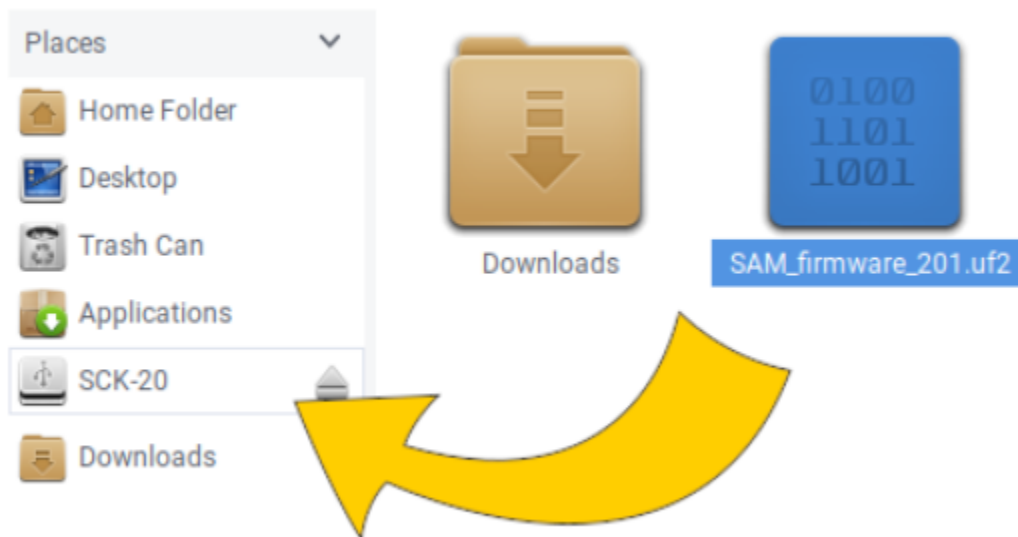 Places
Home Folder
Desktop
Trash Can
Applications
SCK-20
Downloads
0100
1101
1001
Downloads
SAM_firmware_201.uf2